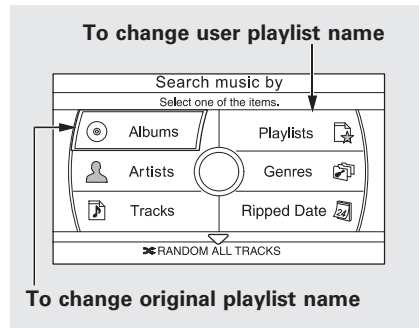 To change user playlist name
Search music by
Select one of the items.
Albums
Playlists
Artists
Genres
Tracks
Ripped Date
24
RANDOM ALL TRACKS
To change original playlist name